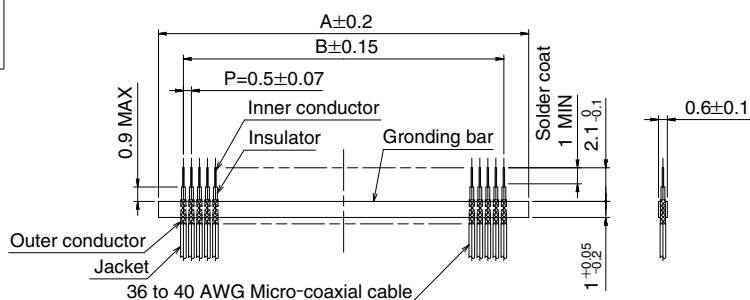 A±0.2
B±0.15
P=0.5±0.07
Inner conductor
Insulator
Gronding bar
0.9 MAX
Solder coat
1 MIN
2.1 0 -0.1
0.6±0.1
Outer conductor
Jacket
36 to 40 AWG Micro-coaxial cable
1 +0.05 -0.2